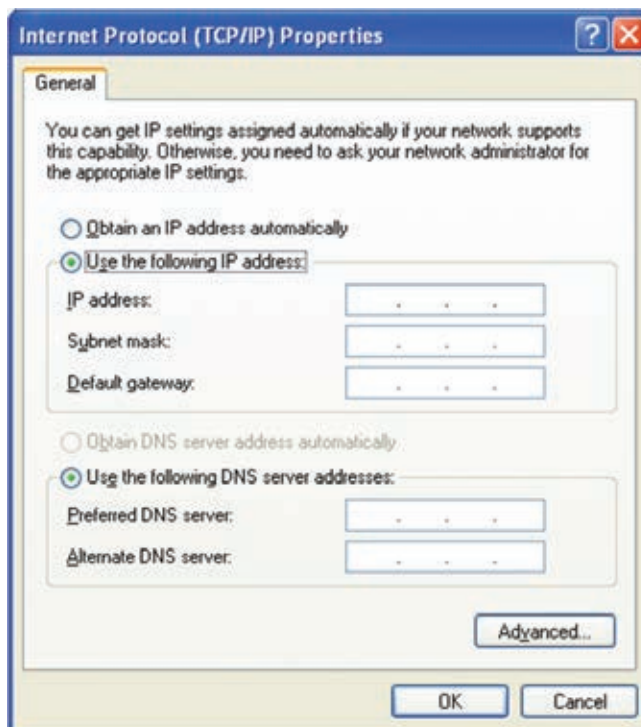 Internet Protocol (TCP/IP) Properties
General
You can get IP settings assigned automatically if your network supports
this capability. Otherwise, you need to ask your network administrator for
the appropriate IP settings.
Obtain an IP address automatically
Use the following IP address:
IP address:
Subnet mask:
Default gateway:
Obtain DNS server address automatically
Use the following DNS server addresses:
Preferred DNS server:
Alternate DNS server:
Advanced...
OK Cancel